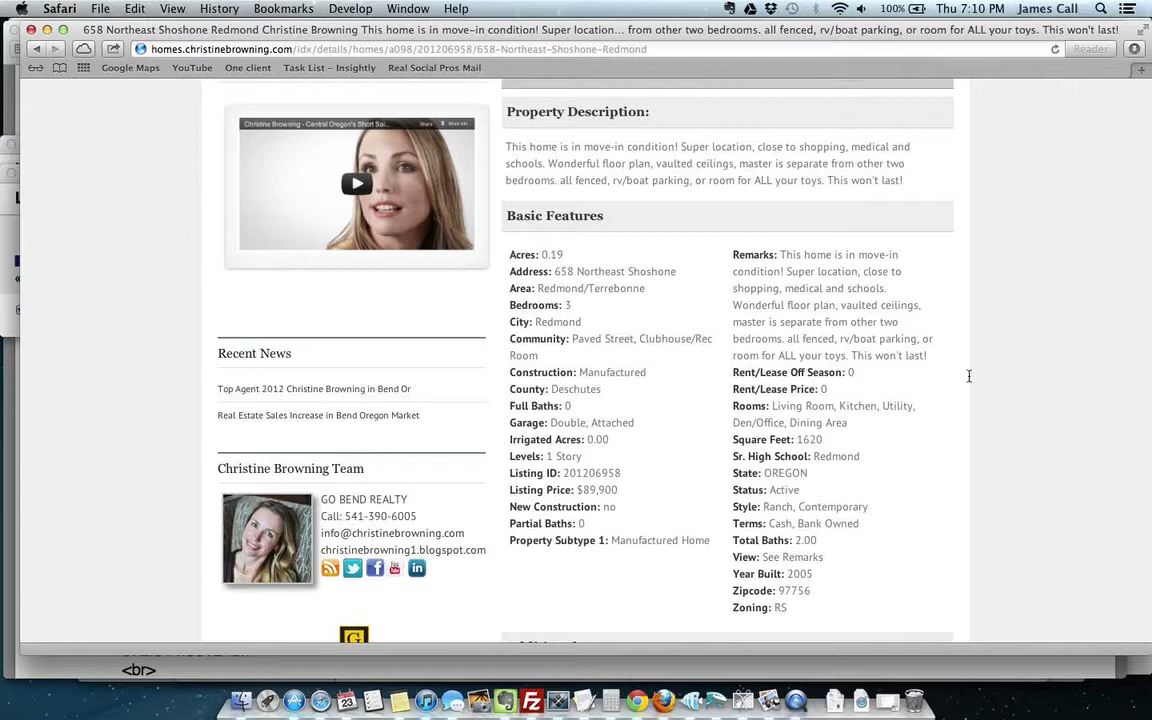 Safari File Edit View History Bookmarks Develop Window Help 100% Thu 7:10 PM James Call
658 Northeast Shoshone Redmond Christine Browning This home is in move-in condition! Super location... from other two bedrooms. all fenced, rv/boat parking, or room for ALL your toys. This won't last!
homes.christinebrowning.com/idx/details/homes/a098/201206958/658-Northeast-Shoshone-Redmond Reader
Google Maps YouTube One client Task List – Insightly Real Social Pros Mail
Christine Browning - Central Oregon's Short Sal... Share More info
Recent News
Top Agent 2012 Christine Browning in Bend Or
Real Estate Sales Increase in Bend Oregon Market
Christine Browning Team
GO BEND REALTY
Call: 541-390-6005
info@christinebrowning.com
christinebrowning1.blogspot.com
Property Description:
This home is in move-in condition! Super location, close to shopping, medical and
schools. Wonderful floor plan, vaulted ceilings, master is separate from other two
bedrooms. all fenced, rv/boat parking, or room for ALL your toys. This won't last!
Basic Features
Acres: 0.19
Address: 658 Northeast Shoshone
Area: Redmond/Terrebonne
Bedrooms: 3
City: Redmond
Community: Paved Street, Clubhouse/Rec
Room
Construction: Manufactured
County: Deschutes
Full Baths: 0
Garage: Double, Attached
Irrigated Acres: 0.00
Levels: 1 Story
Listing ID: 201206958
Listing Price: $89,900
New Construction: no
Partial Baths: 0
Property Subtype 1: Manufactured Home
Remarks: This home is in move-in
condition! Super location, close to
shopping, medical and schools.
Wonderful floor plan, vaulted ceilings,
master is separate from other two
bedrooms. all fenced, rv/boat parking, or
room for ALL your toys. This won't last!
Rent/Lease Off Season: 0
Rent/Lease Price: 0
Rooms: Living Room, Kitchen, Utility,
Den/Office, Dining Area
Square Feet: 1620
Sr. High School: Redmond
State: OREGON
Status: Active
Style: Ranch, Contemporary
Terms: Cash, Bank Owned
Total Baths: 2.00
View: See Remarks
Year Built: 2005
Zipcode: 97756
Zoning: RS
<br>